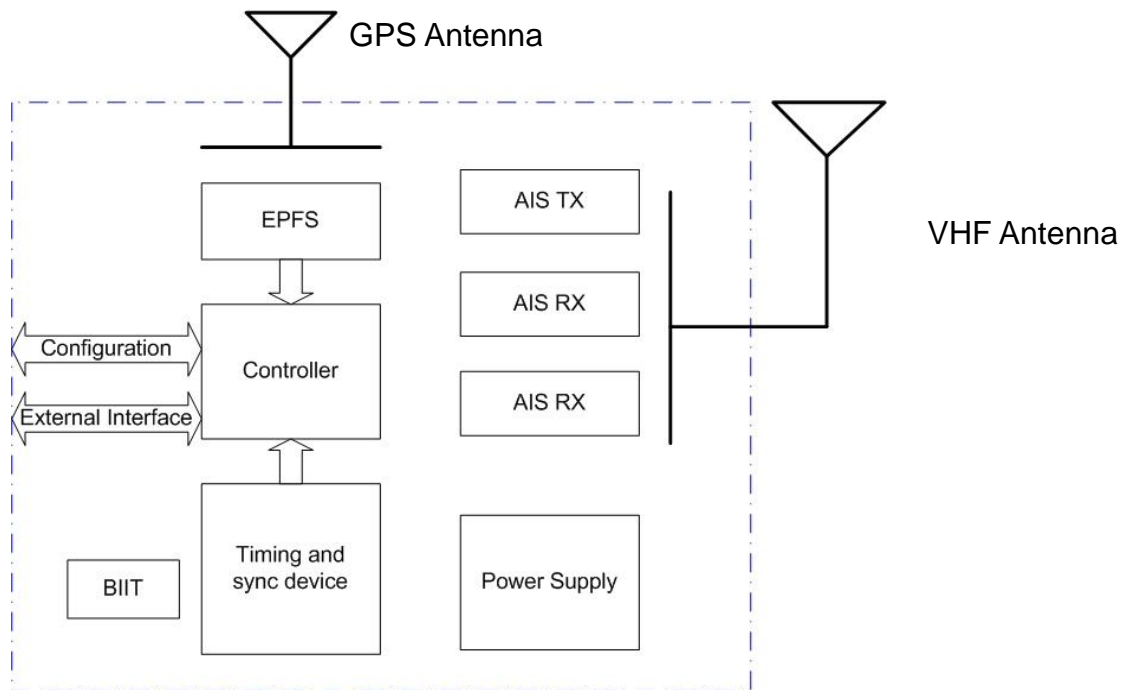 GPS Antenna
EPFS
AIS TX
VHF Antenna
AIS RX
Configuration
Controller
External Interface
AIS RX
Timing and
sync device
BIIT
Power Supply